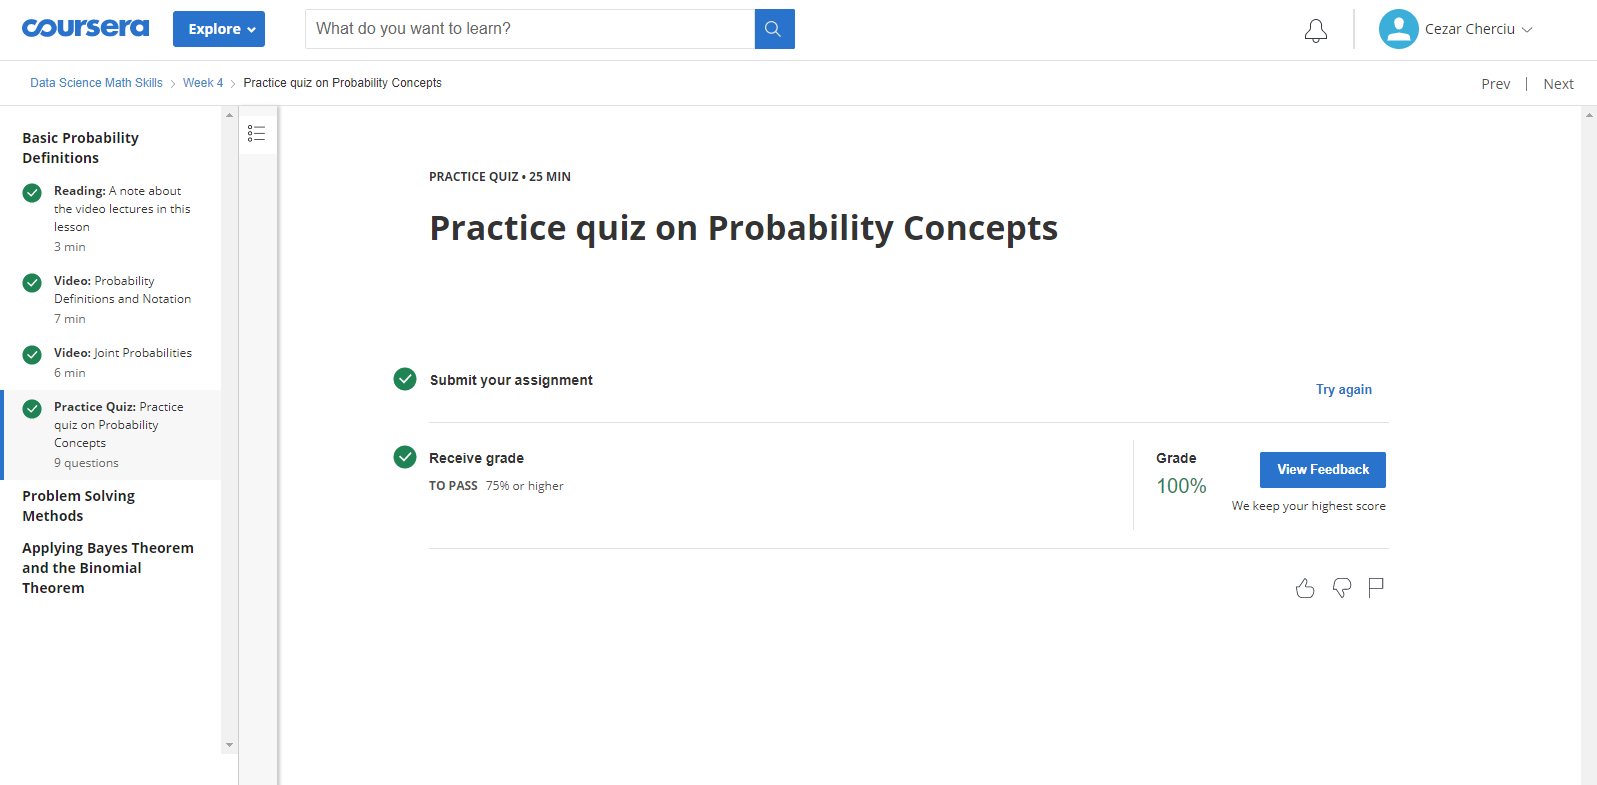 coursera
Explore
What do you want to learn?
Cezar Cherciu
Data Science Math Skills
Week 4
Practice quiz on Probability Concepts
Prev | Next
Basic Probability
Definitions
Reading: A note about
the video lectures in this
lesson
3 min
Video: Probability
Definitions and Notation
7 min
Video: Joint Probabilities
6 min
Practice Quiz: Practice
quiz on Probability
Concepts
9 questions
Problem Solving
Methods
Applying Bayes Theorem
and the Binomial
Theorem
PRACTICE QUIZ • 25 MIN
Practice quiz on Probability Concepts
Submit your assignment
Try again
Receive grade
TO PASS 75% or higher
Grade
100%
View Feedback
We keep your highest score